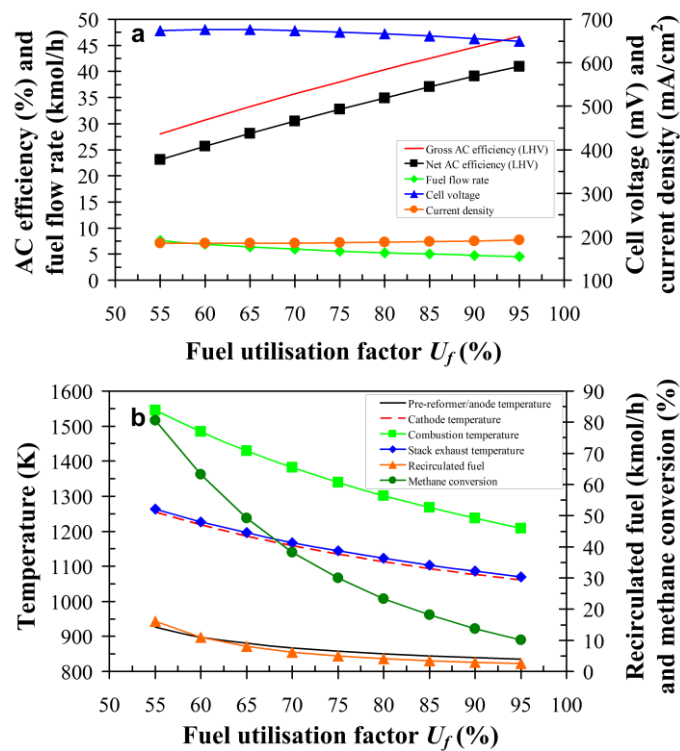 a
AC efficiency (%) and
fuel flow rate (kmol/h)
50
45
40
35
30
25
20
15
10
5
0
700
600
500
400
300
200
100
Cell voltage (mV) and
current density (mA/cm²)
Gross AC efficiency (LHV)
Net AC efficiency (LHV)
Fuel flow rate
Cell voltage
Current density
50 55 60 65 70 75 80 85 90 95 100
Fuel utilisation factor U_f (%)
b
Temperature (K)
1600
1500
1400
1300
1200
1100
1000
900
800
90
80
70
60
50
40
30
20
10
0
Recirculated fuel (kmol/h)
and methane conversion (%)
Pre-reformer/anode temperature
Cathode temperature
Combustion temperature
Stack exhaust temperature
Recirculated fuel
Methane conversion
50 55 60 65 70 75 80 85 90 95 100
Fuel utilisation factor U_f (%)